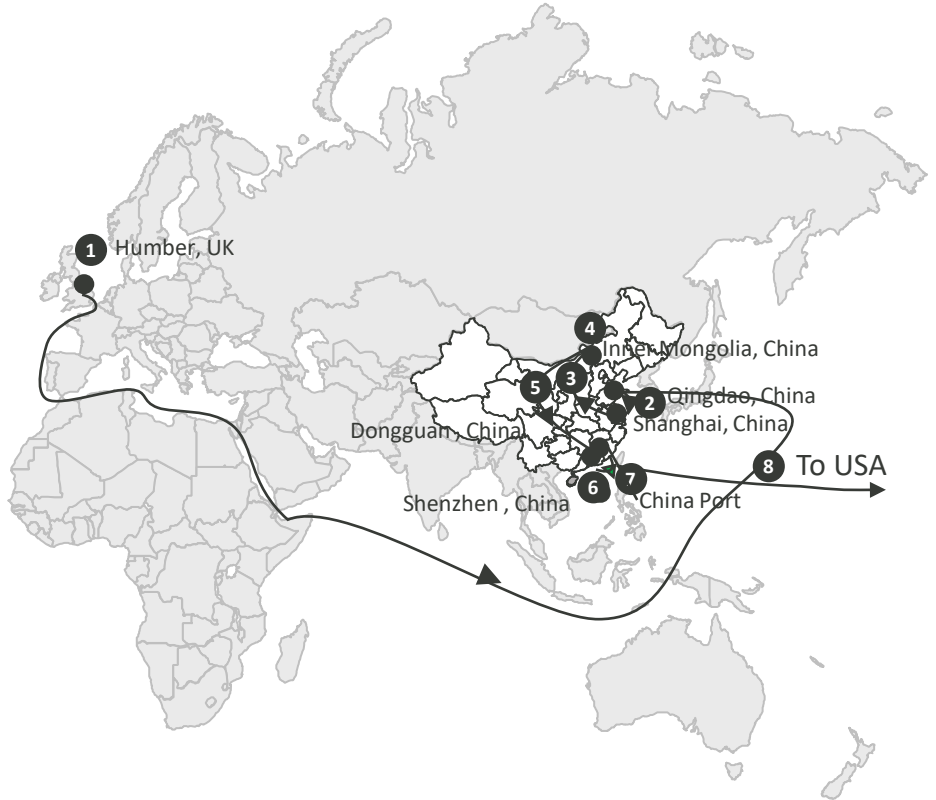 1 Humber, UK
4
Inner Mongolia, China
3
5
2 Qingdao, China
Shanghai, China
Dongguan , China
8 To USA
6
7
Shenzhen , China
China Port